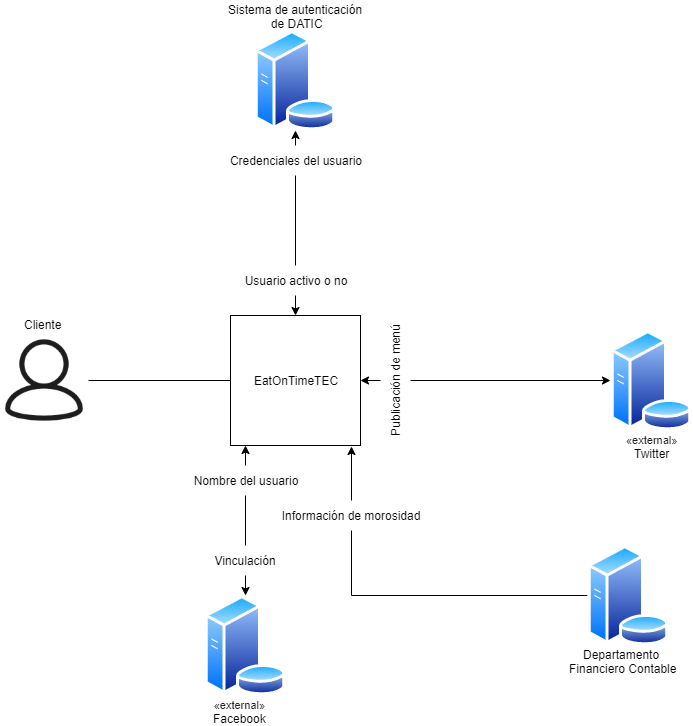 Sistema de autenticación
de DATIC
Credenciales del usuario
Usuario activo o no
Cliente
EatOnTimeTEC
Publicación de menú
«external»
Twitter
Nombre del usuario
Información de morosidad
Vinculación
Departamento
Financiero Contable
«external»
Facebook